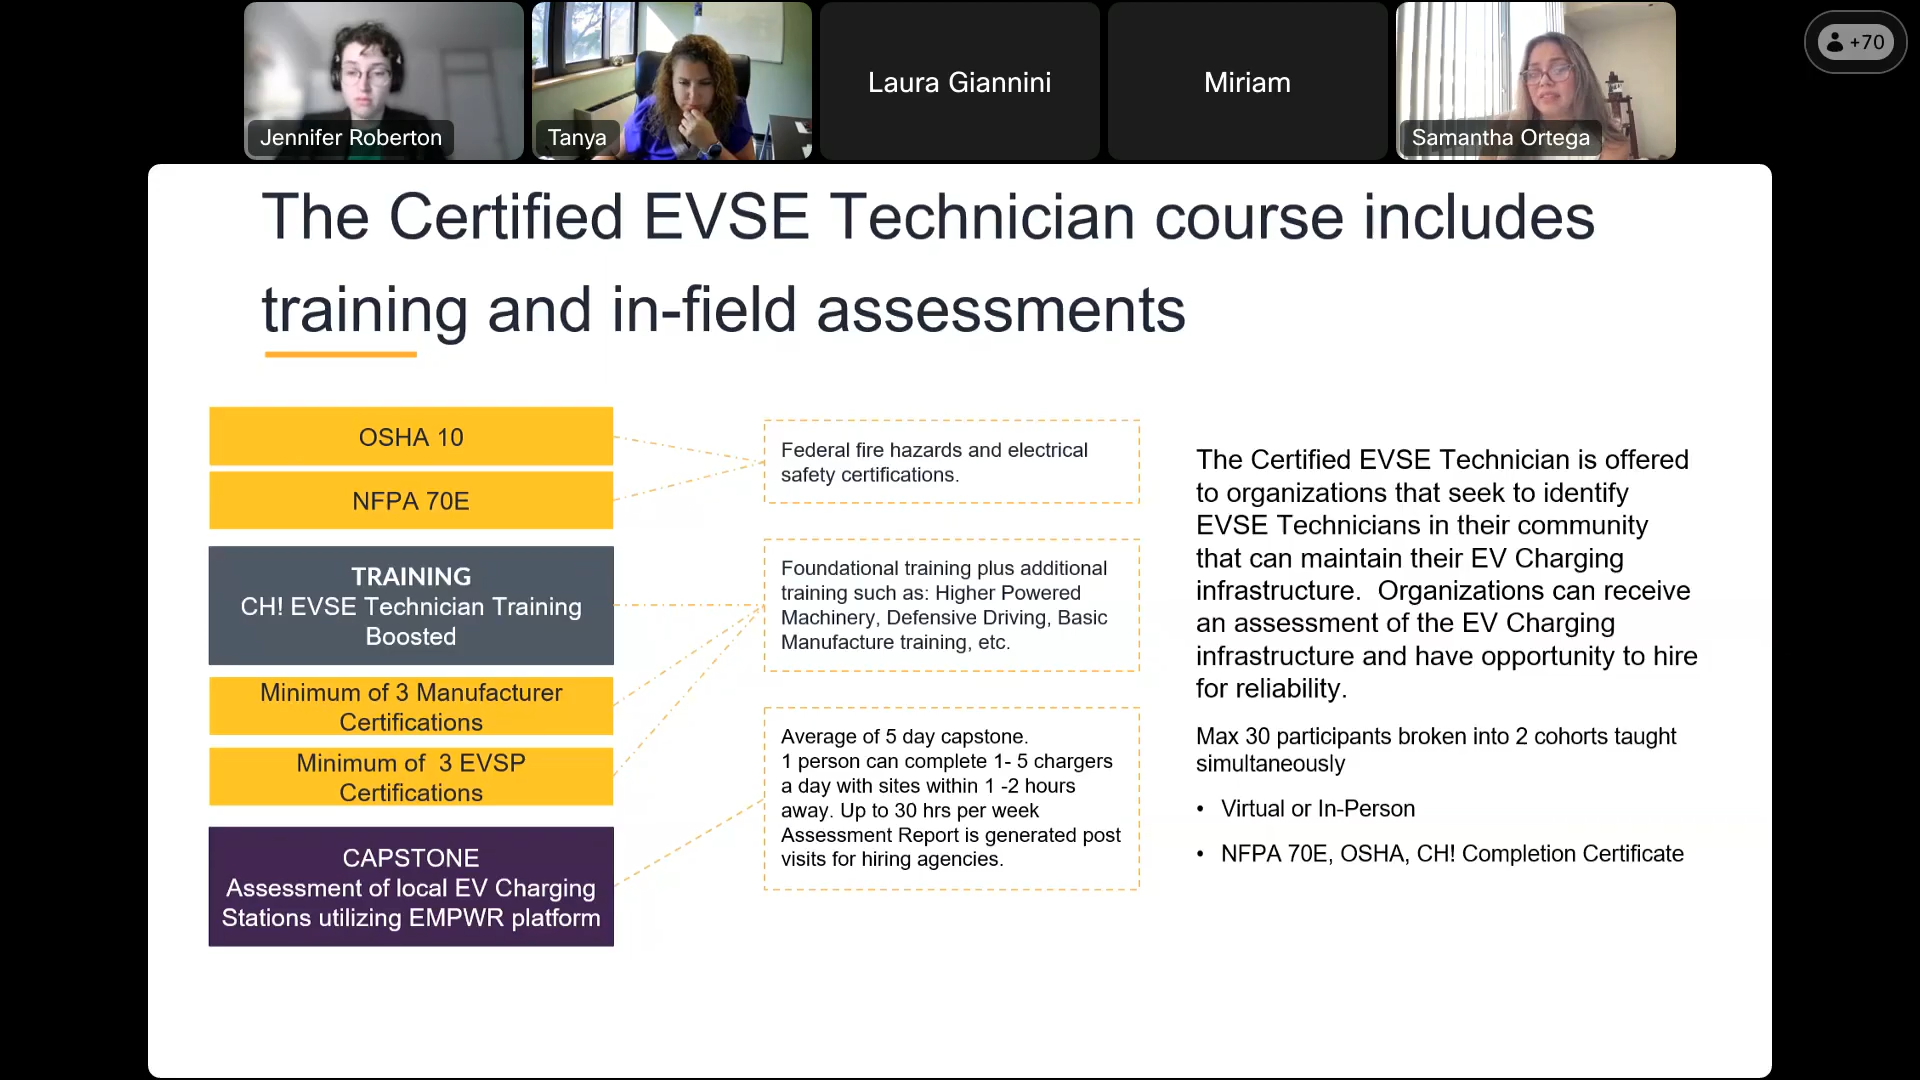 Jennifer Roberton
Tanya
Laura Giannini
Miriam
Samantha Ortega
+70
The Certified EVSE Technician course includes
training and in-field assessments
OSHA 10
NFPA 70E
TRAINING
CH! EVSE Technician Training
Boosted
Minimum of 3 Manufacturer
Certifications
Minimum of  3 EVSP
Certifications
CAPSTONE
Assessment of local EV Charging
Stations utilizing EMPWR platform
Federal fire hazards and electrical
safety certifications.
Foundational training plus additional
training such as: Higher Powered
Machinery, Defensive Driving, Basic
Manufacture training, etc.
Average of 5 day capstone.
1 person can complete 1- 5 chargers
a day with sites within 1 -2 hours
away. Up to 30 hrs per week
Assessment Report is generated post
visits for hiring agencies.
The Certified EVSE Technician is offered
to organizations that seek to identify
EVSE Technicians in their community
that can maintain their EV Charging
infrastructure.  Organizations can receive
an assessment of the EV Charging
infrastructure and have opportunity to hire
for reliability.
Max 30 participants broken into 2 cohorts taught
simultaneously
• Virtual or In-Person
• NFPA 70E, OSHA, CH! Completion Certificate